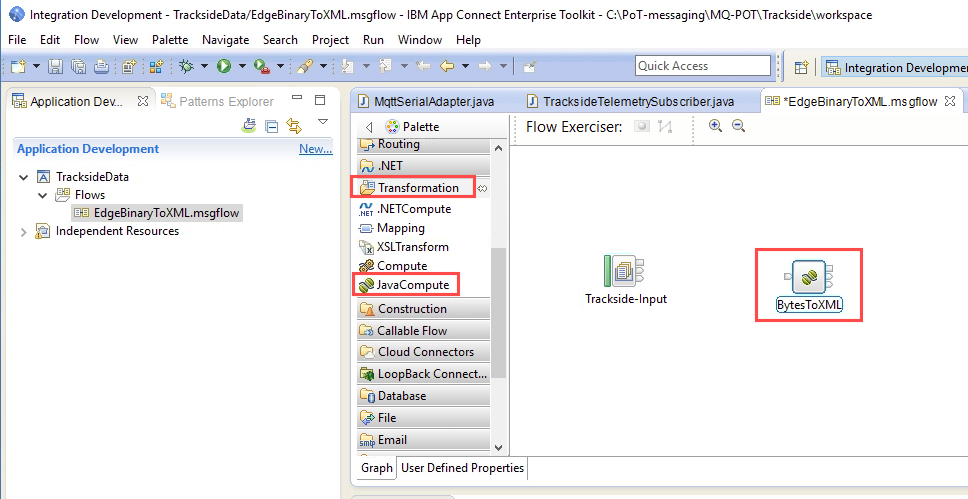 Integration Development - TracksideData/EdgeBinaryToXML.msgflow - IBM App Connect Enterprise Toolkit - C:\PoT-messaging\MQ-POT\Trackside\workspace
File Edit Flow View Palette Navigate Search Project Run Window Help
Quick Access
Integration Developmen
Application Dev...
Patterns Explorer
Application Development
New...
TracksideData
Flows
EdgeBinaryToXML.msgflow
Independent Resources
MqttSerialAdapter.java
TracksideTelemetrySubscriber.java
*EdgeBinaryToXML.msgflow
Palette
Routing
.NET
Transformation
.NETCompute
Mapping
XSLTransform
Compute
JavaCompute
Construction
Callable Flow
Cloud Connectors
LoopBack Connect...
Database
File
Email
Flow Exerciser:
Trackside-Input
BytesToXML
Graph
User Defined Properties